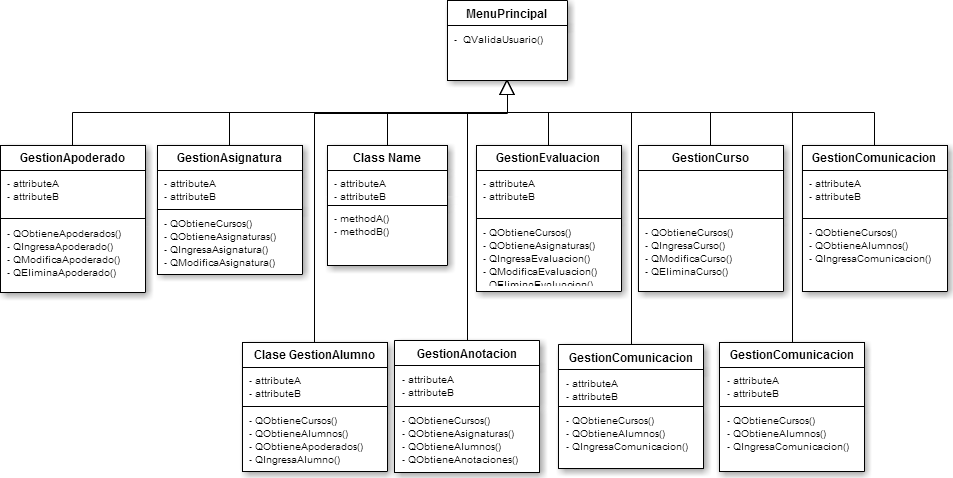 MenuPrincipal
- QValidaUsuario()
GestionApoderado
- attributeA
- attributeB
- QObtieneApoderados()
- QIngresaApoderado()
- QModificaApoderado()
- QEliminaApoderado()
GestionAsignatura
- attributeA
- attributeB
- QObtieneCursos()
- QObtieneAsignaturas()
- QIngresaAsignatura()
- QModificaAsignatura()
Class Name
- attributeA
- attributeB
- methodA()
- methodB()
GestionEvaluacion
- attributeA
- attributeB
- QObtieneCursos()
- QObtieneAsignaturas()
- QIngresaEvaluacion()
- QModificaEvaluacion()
- QEliminaEvaluacion()
GestionCurso
- QObtieneCursos()
- QIngresaCurso()
- QModificaCurso()
- QEliminaCurso()
GestionComunicacion
- attributeA
- attributeB
- QObtieneCursos()
- QObtieneAlumnos()
- QIngresaComunicacion()
Clase GestionAlumno
- attributeA
- attributeB
- QObtieneCursos()
- QObtieneAlumnos()
- QObtieneApoderados()
- QIngresaAlumno()
GestionAnotacion
- attributeA
- attributeB
- QObtieneCursos()
- QObtieneAsignaturas()
- QObtieneAlumnos()
- QObtieneAnotaciones()
GestionComunicacion
- attributeA
- attributeB
- QObtieneCursos()
- QObtieneAlumnos()
- QIngresaComunicacion()
GestionComunicacion
- attributeA
- attributeB
- QObtieneCursos()
- QObtieneAlumnos()
- QIngresaComunicacion()